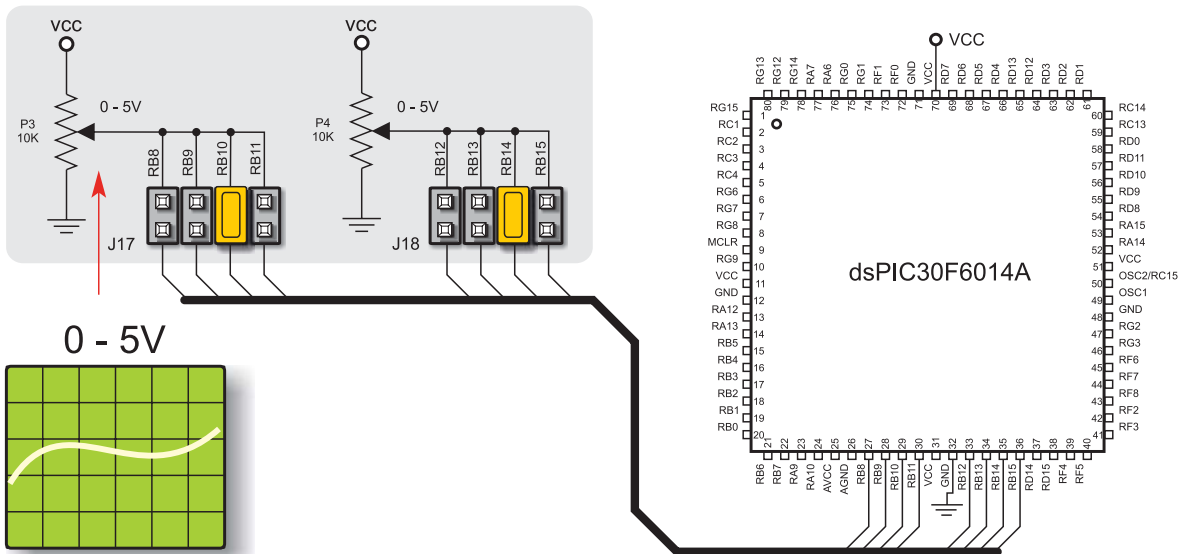 VCC
P3
10K
0 - 5V
RB8
RB9
RB10
RB11
J17
VCC
P4
10K
0 - 5V
RB12
RB13
RB14
RB15
J18
0 - 5V
VCC
RG13
RG12
RG14
RA7
RA6
RG0
RG1
RF1
RF0
GND
VCC
RD7
RD6
RD5
RD4
RD13
RD12
RD3
RD2
RD1
80
79
78
77
76
75
74
73
72
71
70
69
68
67
66
65
64
63
62
61
RG15 1
RC1 2
RC2 3
RC3 4
RC4 5
RG6 6
RG7 7
RG8 8
MCLR 9
RG9 10
VCC 11
GND 12
RA12 13
RA13 14
RB5 15
RB4 16
RB3 17
RB2 18
RB1 19
RB0 20
dsPIC30F6014A
60 RC14
59 RC13
58 RD0
57 RD11
56 RD10
55 RD9
54 RD8
53 RA15
52 RA14
51 VCC
50 OSC2/RC15
49 OSC1
48 GND
47 RG2
46 RG3
45 RF6
44 RF7
43 RF8
42 RF2
41 RF3
21
22
23
24
25
26
27
28
29
30
31
32
33
34
35
36
37
38
39
40
RB6
RB7
RA9
RA10
AVCC
AGND
RB8
RB9
RB10
RB11
VCC
GND
RB12
RB13
RB14
RB15
RD14
RD15
RF4
RF5